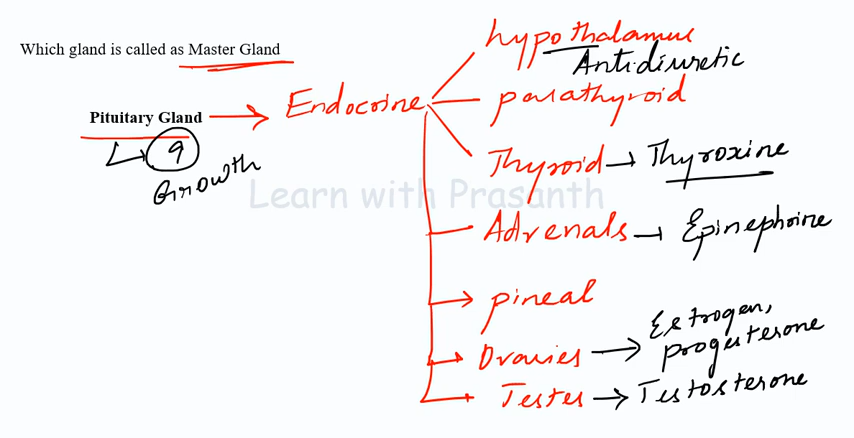 Which gland is called as Master Gland
Pituitary Gland → Endocrine
9
Growth
hypothalamus
Antidiuretic
parathyroid
Thyroid → Thyroxine
Adrenals → Epinephrine
pineal
Ovaries → Estrogen,
progesterone
Testes → Testosterone
Learn with Prasanth